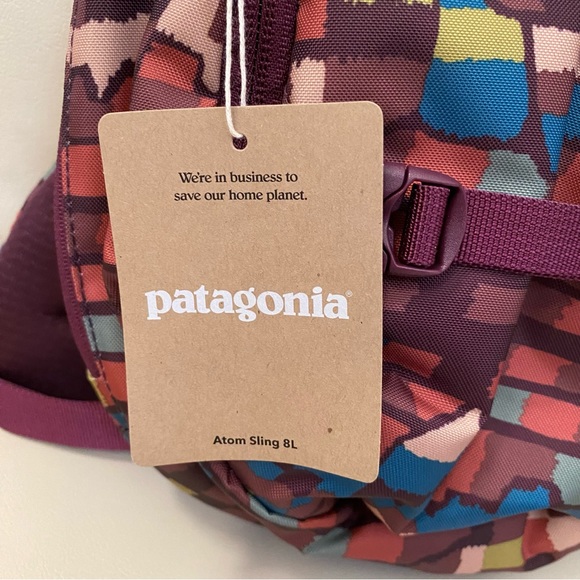 We're in business to
save our home planet.
patagonia®
Atom Sling 8L